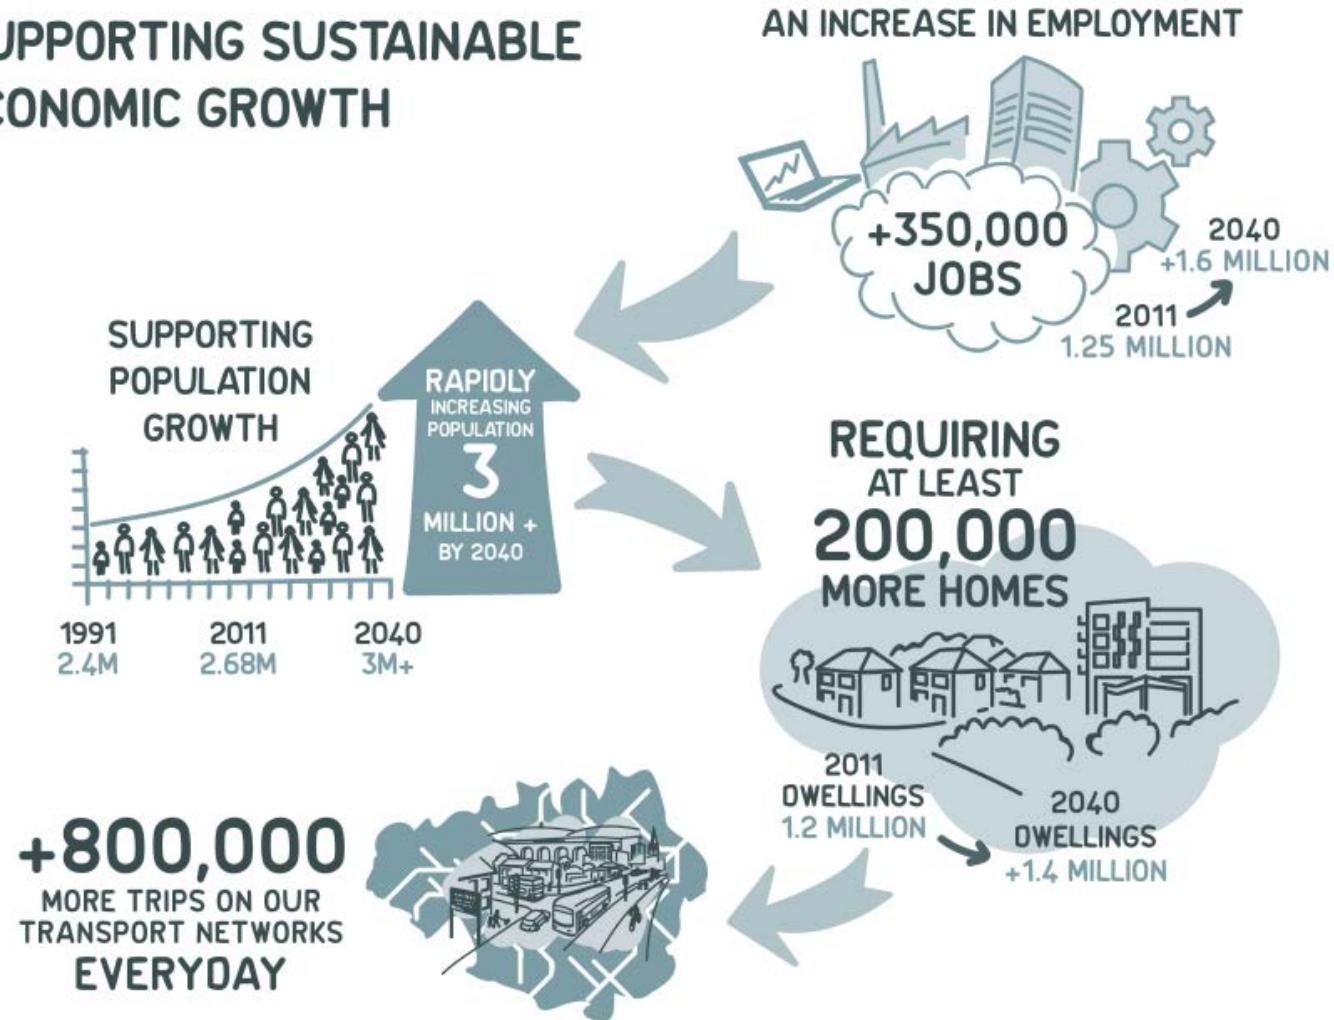 UPPORTING SUSTAINABLE
CONOMIC GROWTH
AN INCREASE IN EMPLOYMENT
+350,000
JOBS
2040
+1.6 MILLION
2011
1.25 MILLION
SUPPORTING
POPULATION
GROWTH
RAPIDLY
INCREASING
POPULATION
3
MILLION +
BY 2040
1991 2011 2040
2.4M 2.68M 3M+
REQUIRING
AT LEAST
200,000
MORE HOMES
2011
DWELLINGS
1.2 MILLION
2040
DWELLINGS
+1.4 MILLION
+800,000
MORE TRIPS ON OUR
TRANSPORT NETWORKS
EVERYDAY